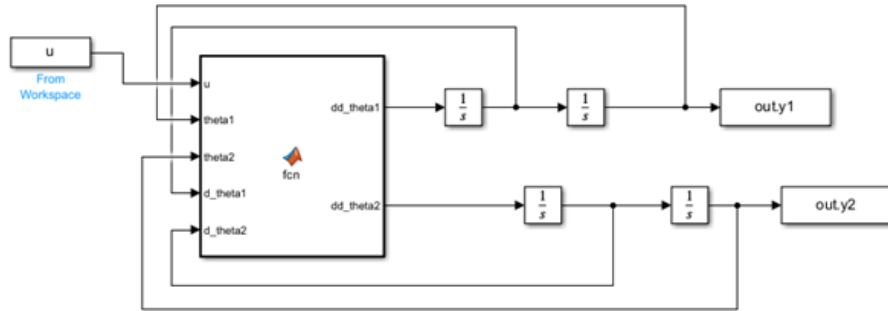 u
From
Workspace
u
theta1
theta2
d_theta1
d_theta2
fcn
dd_theta1
dd_theta2
1
s
1
s
out.y1
1
s
1
s
out.y2